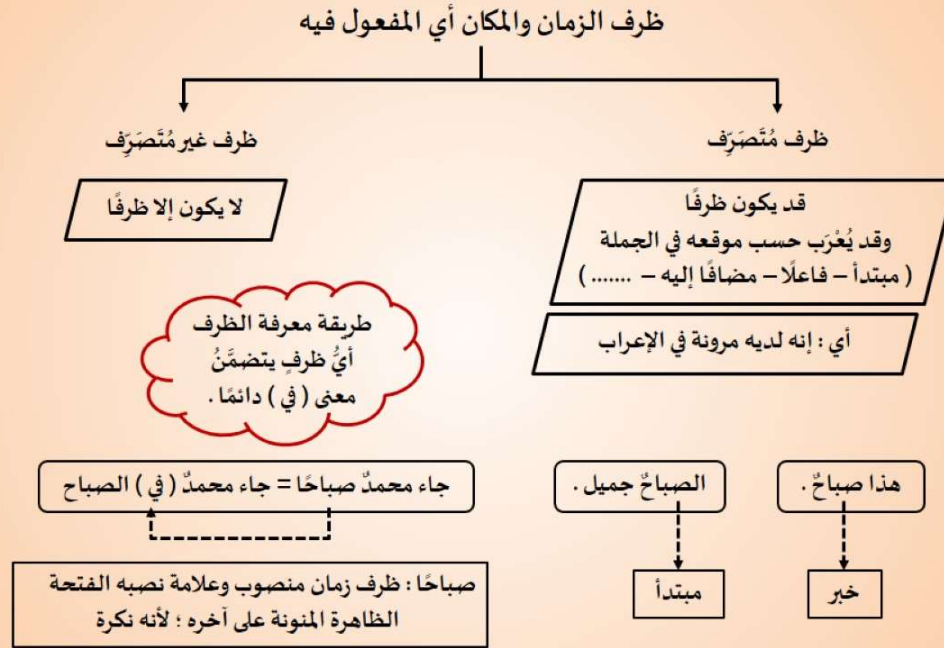 ظرف الزمان والمكان أي المفعول فيه
ظرف مُتَصَرِّف
ظرف غير مُتَصَرِّف
قد يكون ظرفًا
وقد يُعْرَب حسب موقعه في الجملة
( مبتدأ – فاعلًا – مضافًا إليه – ....... )
لا يكون إلا ظرفًا
أي : إنه لديه مرونة في الإعراب
طريقة معرفة الظرف
أيُّ ظرفٍ يتضمَّنُ
معنى ( في ) دائمًا .
هذا صباحٌ .
الصباحُ جميل .
جاء محمدٌ صباحًا = جاء محمدٌ ( في ) الصباح
خبر
مبتدأ
صباحًا : ظرف زمان منصوب وعلامة نصبه الفتحة
الظاهرة المنونة على آخره ؛ لأنه نكرة